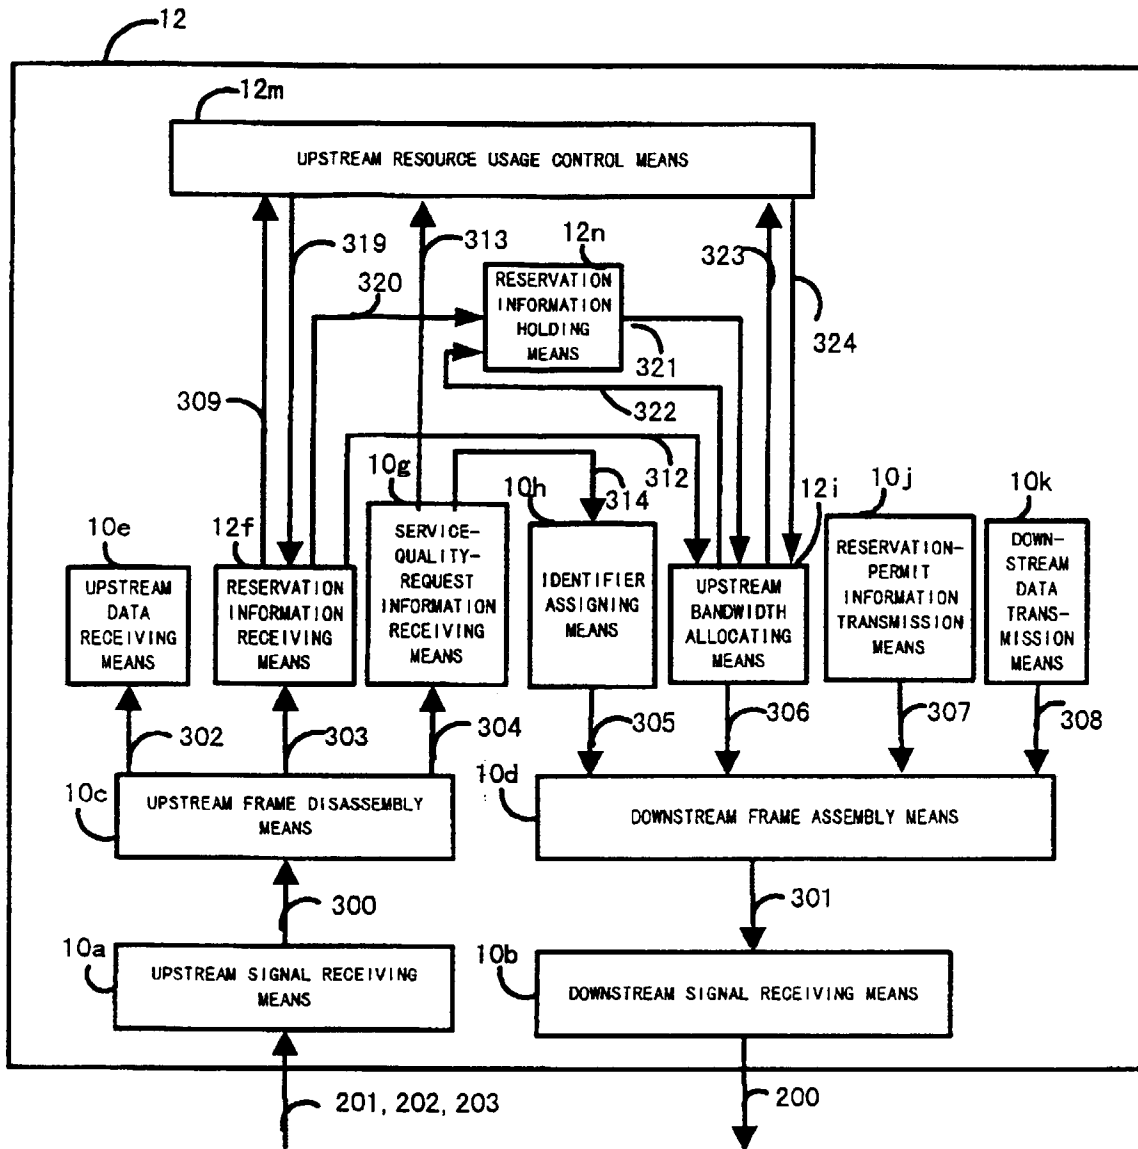 12
12m
UPSTREAM RESOURCE USAGE CONTROL MEANS
319
313
12n
323
320
RESERVATION
INFORMATION
HOLDING
MEANS
324
321
309
322
312
10g
314
10h
12i
10j
10k
10e
12f
UPSTREAM
DATA
RECEIVING
MEANS
RESERVATION
INFORMATION
RECEIVING
MEANS
SERVICE-
QUALITY-
REQUEST
INFORMATION
RECEIVING
MEANS
IDENTIFIER
ASSIGNING
MEANS
UPSTREAM
BANDWIDTH
ALLOCATING
MEANS
RESERVATION-
PERMIT
INFORMATION
TRANSMISSION
MEANS
DOWN-
STREAM
DATA
TRANS-
MISSION
MEANS
302
303
304
305
306
307
308
10c
UPSTREAM FRAME DISASSEMBLY
MEANS
10d
DOWNSTREAM FRAME ASSEMBLY MEANS
300
301
10a
UPSTREAM SIGNAL RECEIVING
MEANS
10b
DOWNSTREAM SIGNAL RECEIVING MEANS
201, 202, 203
200